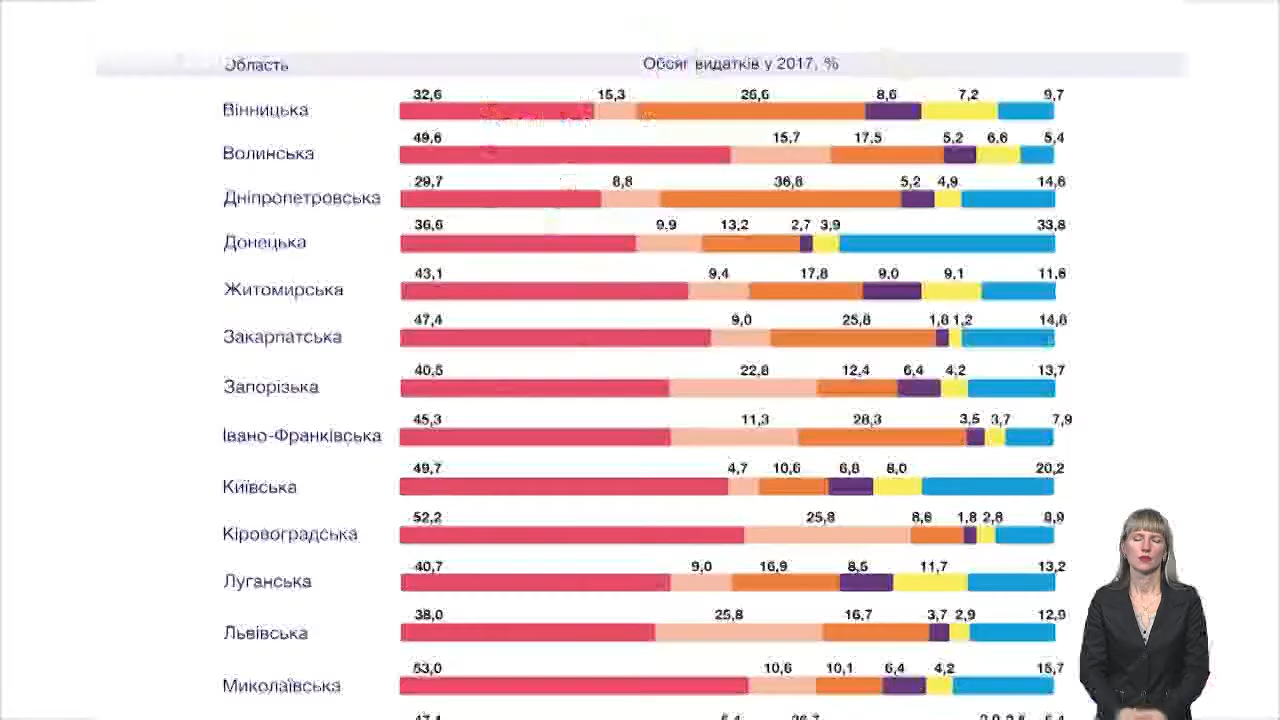 Область Обсяг видатків у 2017, %
32,6 15,3 26,6 8,6 7,2 9,7
Вінницька
49,6 15,7 17,5 5,2 6,6 5,4
Волинська
29,7 8,8 36,8 5,2 4,9 14,6
Дніпропетровська
36,6 9,9 13,2 2,7 3,9 33,8
Донецька
43,1 9,4 17,8 9,0 9,1 11,6
Житомирська
47,4 9,0 25,8 1,8 1,2 14,8
Закарпатська
40,5 22,8 12,4 6,4 4,2 13,7
Запорізька
45,3 11,3 28,3 3,5 3,7 7,9
Івано-Франківська
49,7 4,7 10,6 6,8 8,0 20,2
Київська
52,2 25,8 8,6 1,8 2,8 8,9
Кіровоградська
40,7 9,0 16,9 8,5 11,7 13,2
Луганська
38,0 25,8 16,7 3,7 2,9 12,9
Львівська
53,0 10,6 10,1 6,4 4,2 15,7
Миколаївська